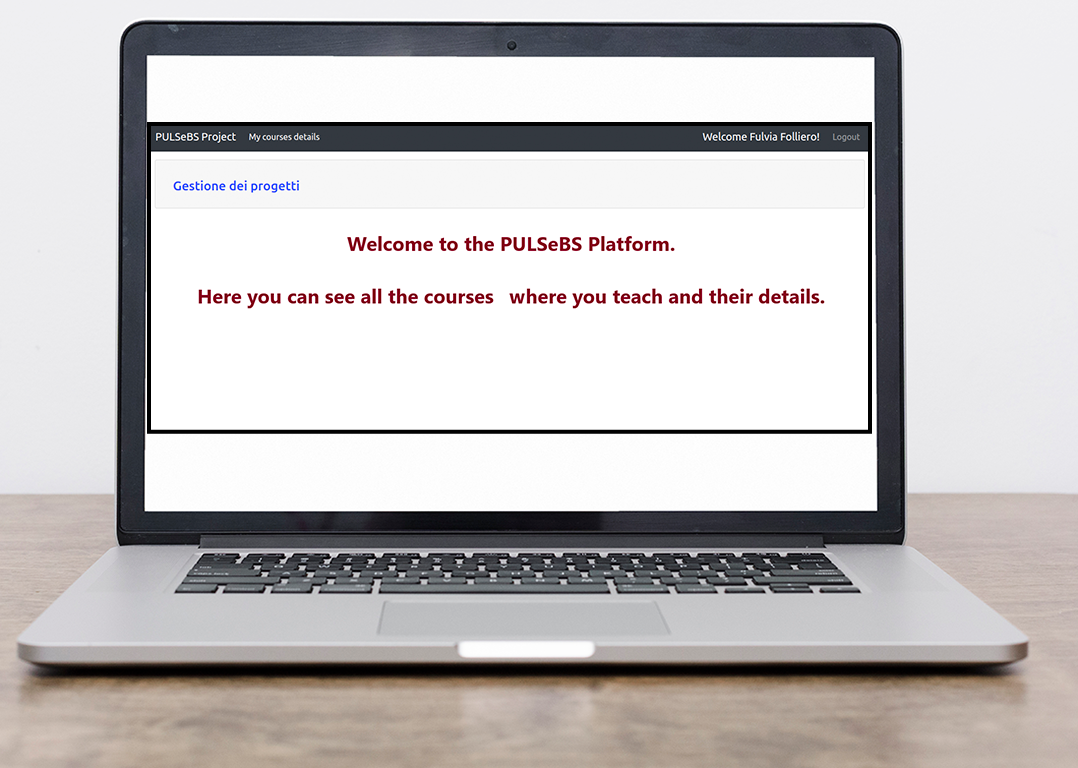 PULSeBS Project My courses details Welcome Fulvia Folliero! Logout
Gestione dei progetti
Welcome to the PULSeBS Platform.
Here you can see all the courses where you teach and their details.